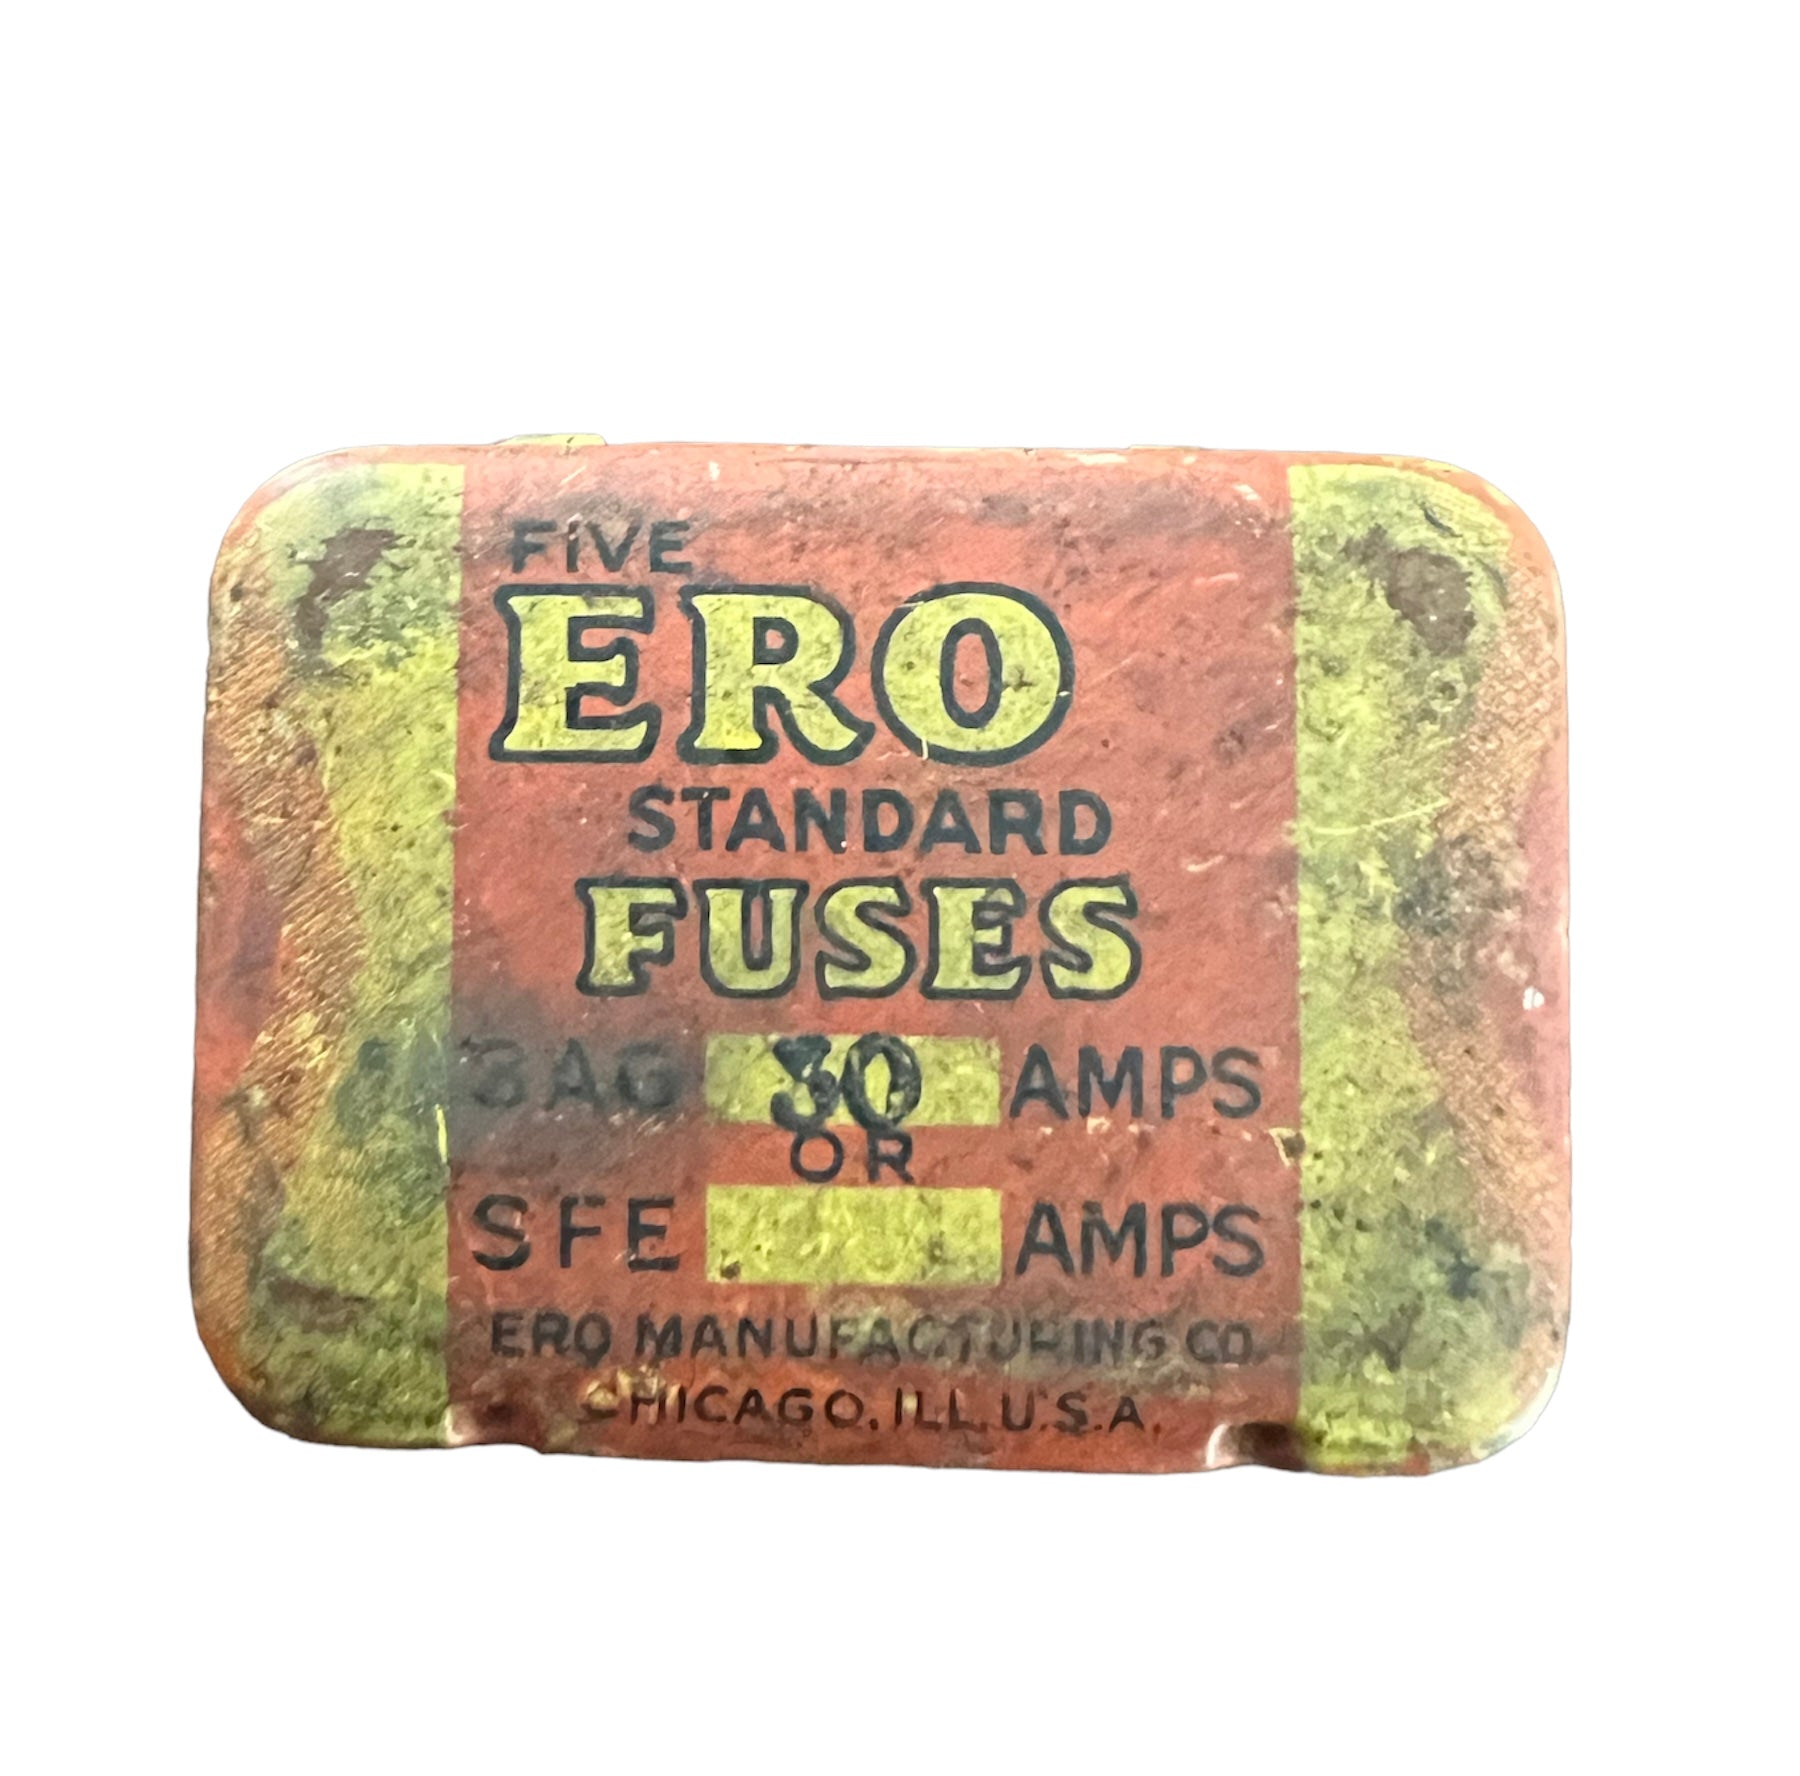 FIVE
ERO
STANDARD
FUSES
3AG 30 AMPS
OR
SFE AMPS
ERO MANUFACTURING CO.
CHICAGO, ILL. U.S.A.